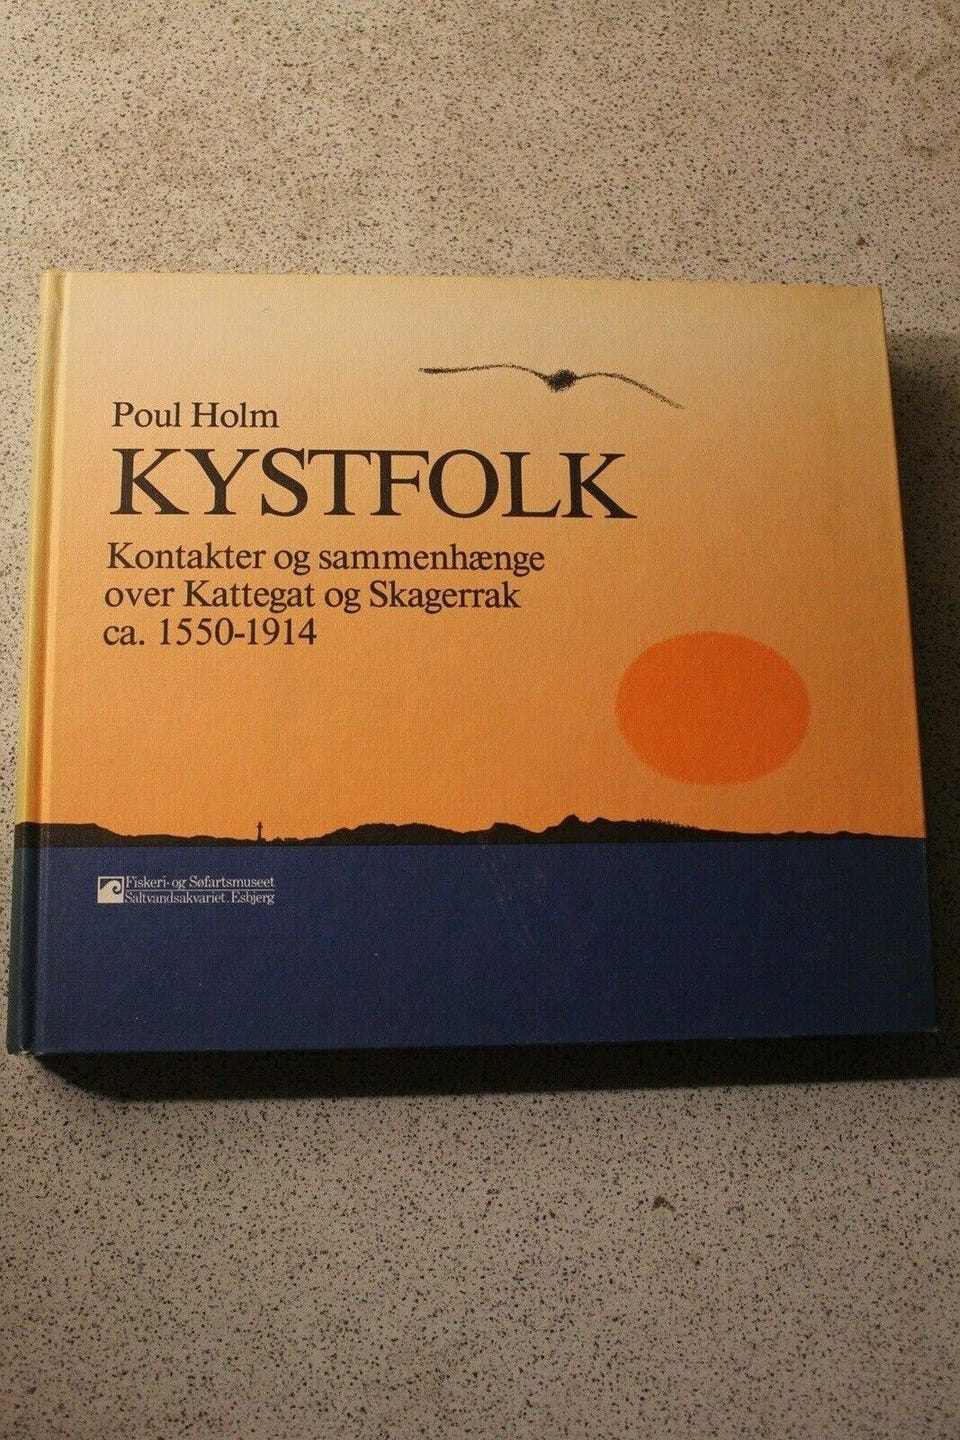 Poul Holm
KYSTFOLK
Kontakter og sammenhænge
over Kattegat og Skagerrak
ca. 1550-1914
Fiskeri- og Søfartsmuseet
Saltvandsakvariet. Esbjerg